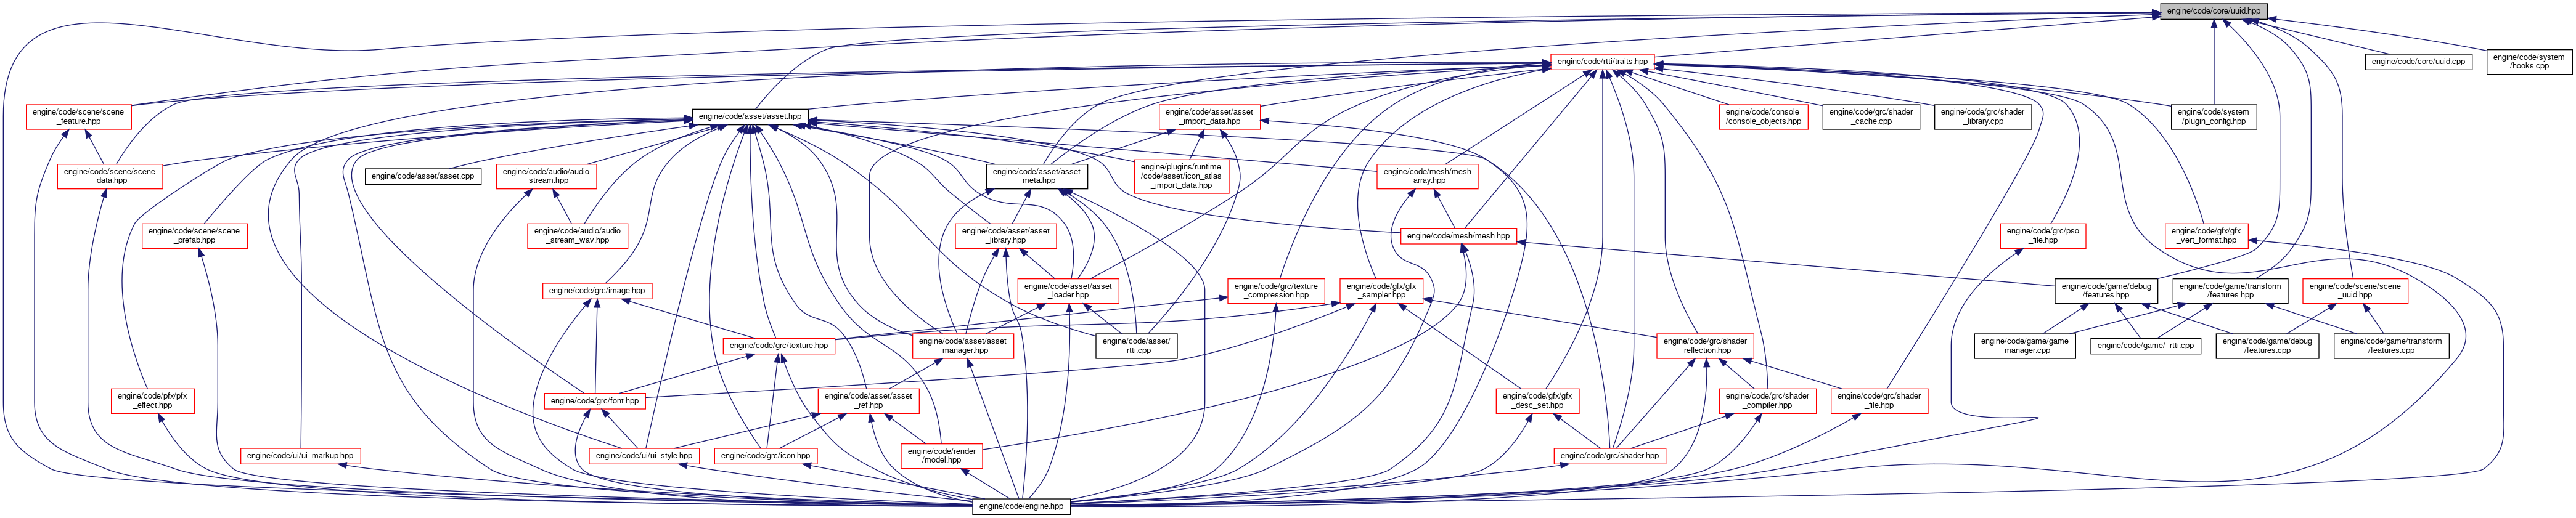 engine/code/core/uuid.hpp
engine/code/rtti/traits.hpp
engine/code/core/uuid.cpp
engine/code/system
/hooks.cpp
engine/code/scene/scene
_feature.hpp
engine/code/asset/asset.hpp
engine/code/asset/asset
_import_data.hpp
engine/code/console
/console_objects.hpp
engine/code/grc/shader
_cache.cpp
engine/code/grc/shader
_library.cpp
engine/code/system
/plugin_config.hpp
engine/code/scene/scene
_data.hpp
engine/code/asset/asset.cpp
engine/code/audio/audio
_stream.hpp
engine/code/asset/asset
_meta.hpp
engine/plugins/runtime
/code/asset/icon_atlas
_import_data.hpp
engine/code/mesh/mesh
_array.hpp
engine/code/scene/scene
_prefab.hpp
engine/code/audio/audio
_stream_wav.hpp
engine/code/asset/asset
_library.hpp
engine/code/mesh/mesh.hpp
engine/code/grc/pso
_file.hpp
engine/code/gfx/gfx
_vert_format.hpp
engine/code/grc/image.hpp
engine/code/asset/asset
_loader.hpp
engine/code/grc/texture
_compression.hpp
engine/code/gfx/gfx
_sampler.hpp
engine/code/game/debug
/features.hpp
engine/code/game/transform
/features.hpp
engine/code/scene/scene
_uuid.hpp
engine/code/grc/texture.hpp
engine/code/asset/asset
_manager.hpp
engine/code/asset/
_rtti.cpp
engine/code/grc/shader
_reflection.hpp
engine/code/game/game
_manager.cpp
engine/code/game/_rtti.cpp
engine/code/game/debug
/features.cpp
engine/code/game/transform
/features.cpp
engine/code/pfx/pfx
_effect.hpp
engine/code/grc/font.hpp
engine/code/asset/asset
_ref.hpp
engine/code/gfx/gfx
_desc_set.hpp
engine/code/grc/shader
_compiler.hpp
engine/code/grc/shader
_file.hpp
engine/code/ui/ui_markup.hpp
engine/code/ui/ui_style.hpp
engine/code/grc/icon.hpp
engine/code/render
/model.hpp
engine/code/grc/shader.hpp
engine/code/engine.hpp